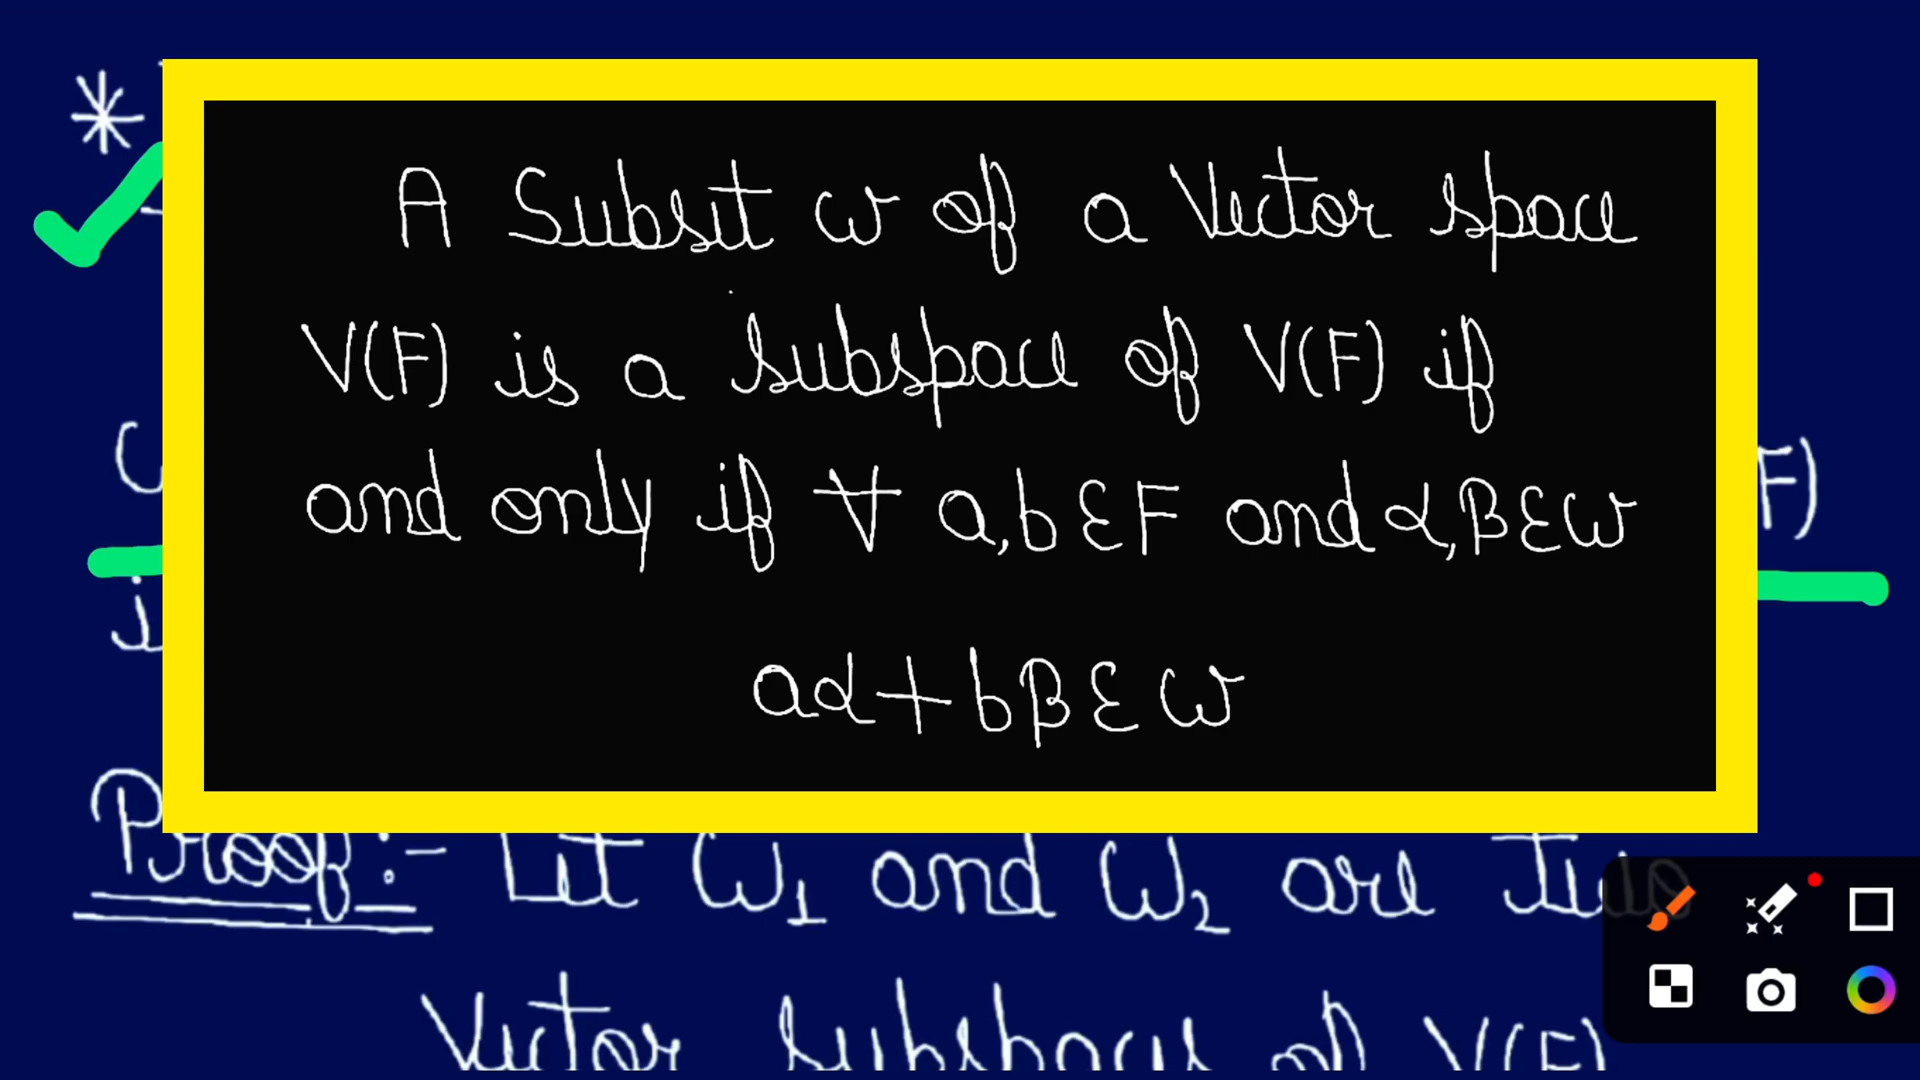 *
A Subset W of a Vector space
V(F) is a subspace of V(F) if
and only if ∀ a,b ∈ F and α,β ∈ W
F)
aα + bβ ∈ W
Proof:- Let W₁ and W₂ are Two
Vector subspaces of V(F)